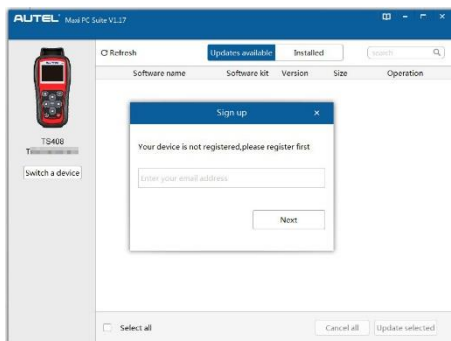 AUTEL Maxi PC Suite V1.17
Refresh
Updates available
Installed
search
Software name
Software kit
Version
Size
Operation
Sign up
Your device is not registered,please register first
Enter your email address
Next
TS408
Switch a device
Select all
Cancel all
Update selected